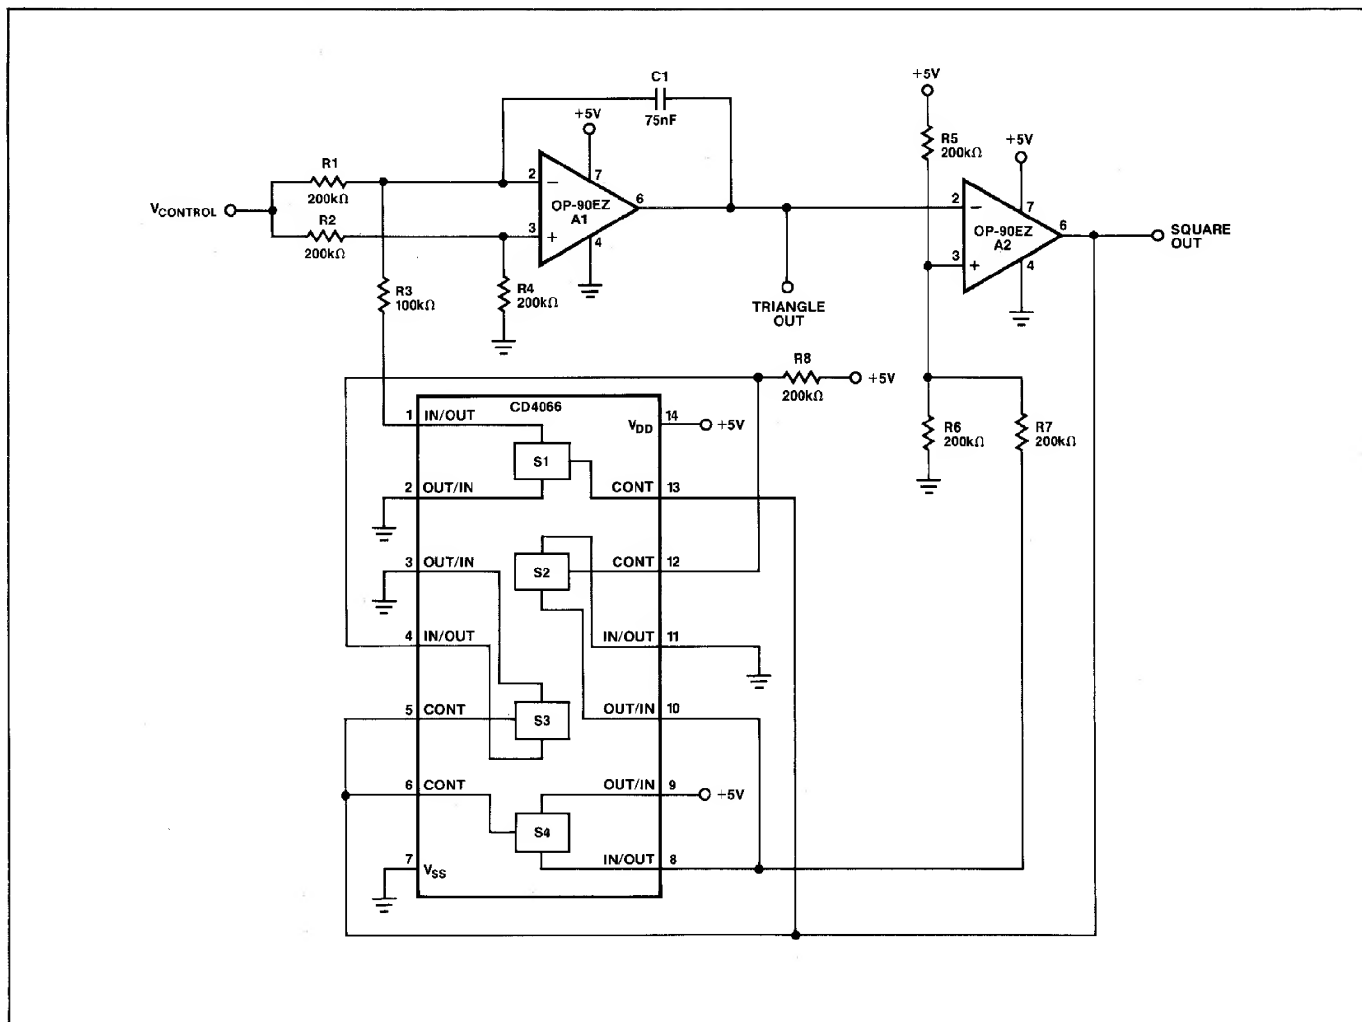 C1
75nF
+5V
+5V
+5V
R1
200kΩ
R2
200kΩ
VCONTROL
2
3
7
6
4
−
+
OP-90EZ
A1
R3
100kΩ
R4
200kΩ
TRIANGLE
OUT
R5
200kΩ
2
3
7
6
4
−
+
OP-90EZ
A2
SQUARE
OUT
R8
200kΩ
+5V
R6
200kΩ
R7
200kΩ
CD4066
1 IN/OUT
2 OUT/IN
3 OUT/IN
4 IN/OUT
5 CONT
6 CONT
7 VSS
S1
S2
S3
S4
VDD 14 +5V
CONT 13
CONT 12
IN/OUT 11
OUT/IN 10
OUT/IN 9 +5V
IN/OUT 8